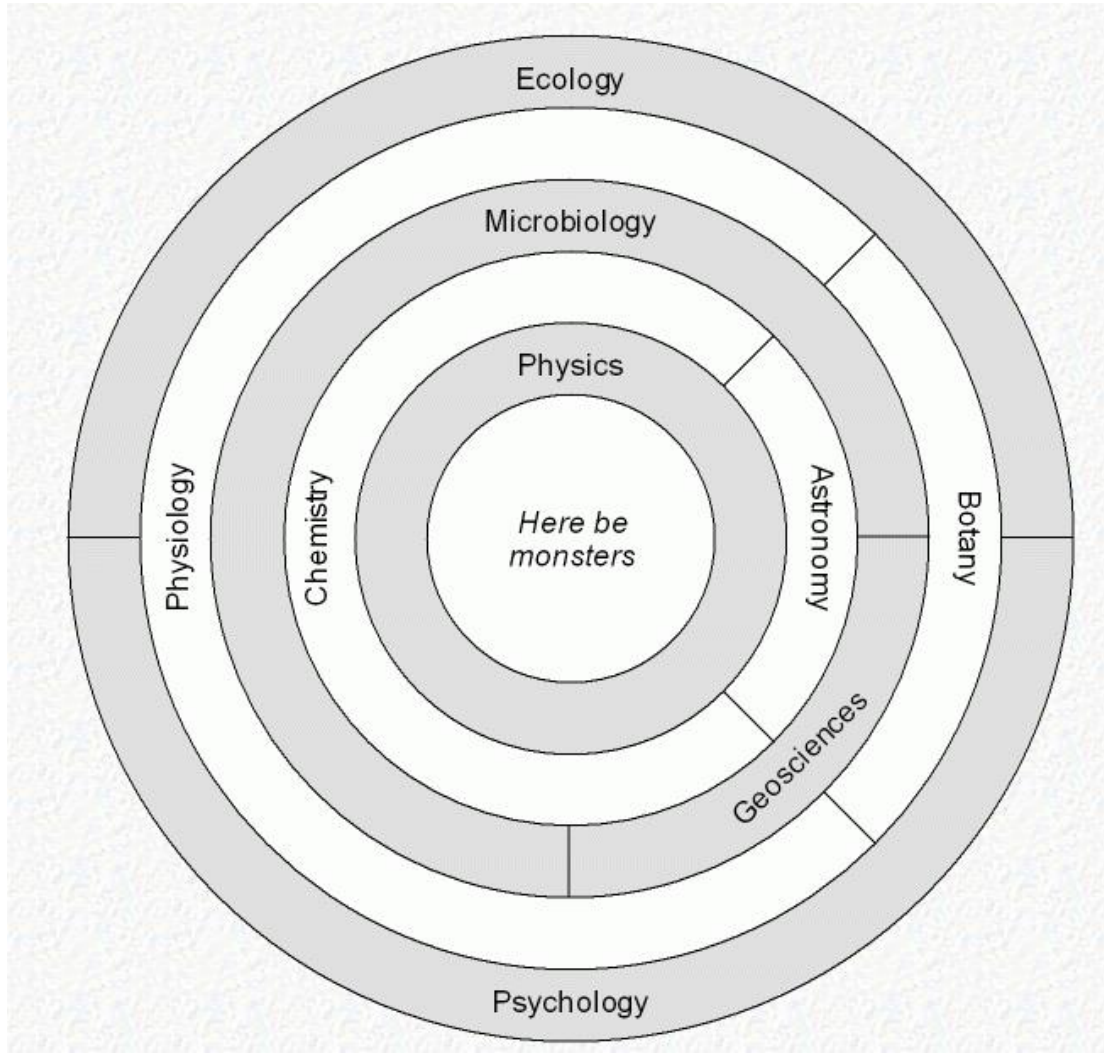 Ecology
Microbiology
Physics
Physiology
Chemistry
Here be
monsters
Astronomy
Botany
Geosciences
Psychology